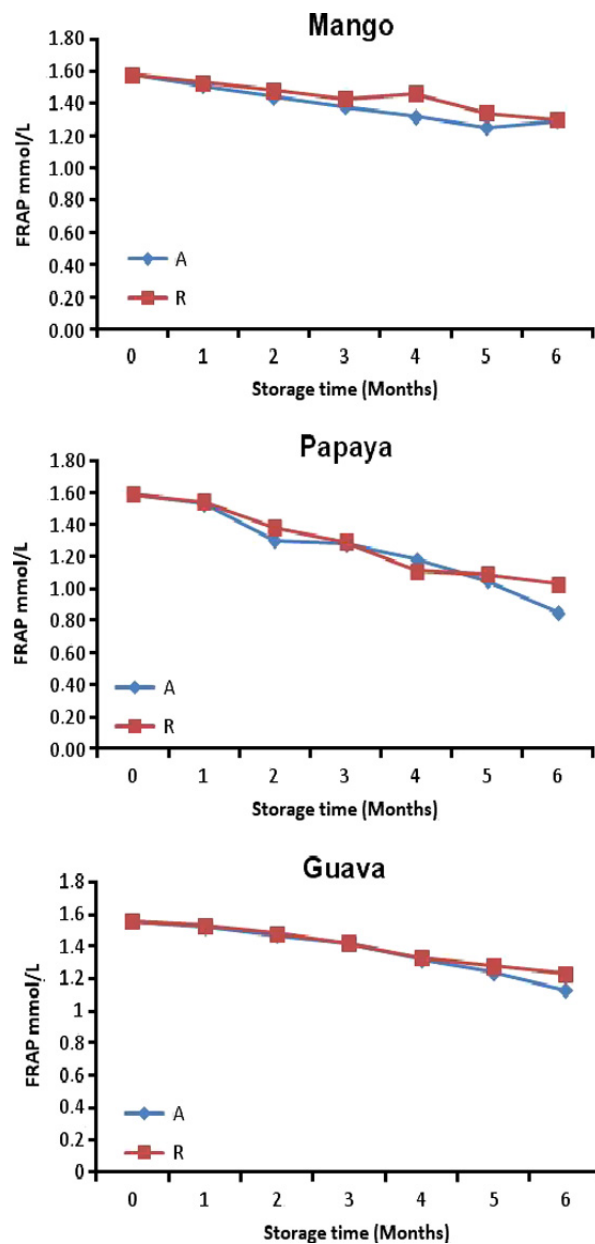 Mango
1.80
1.60
1.40
1.20
1.00
0.80
0.60
0.40
0.20
0.00
FRAP mmol/L
A
R
0 1 2 3 4 5 6
Storage time (Months)
Papaya
1.80
1.60
1.40
1.20
1.00
0.80
0.60
0.40
0.20
0.00
FRAP mmol/L
A
R
0 1 2 3 4 5 6
Storage time (Months)
Guava
1.8
1.6
1.4
1.2
1
0.8
0.6
0.4
0.2
0
FRAP mmol/L
A
R
0 1 2 3 4 5 6
Storage time (Months)